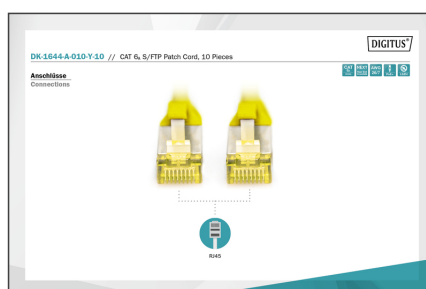 DIGITUS®
DK-1644-A-010-Y-10 // CAT 6A S/FTP Patch Cord, 10 Pieces
Anschlüsse
Connections
RJ45